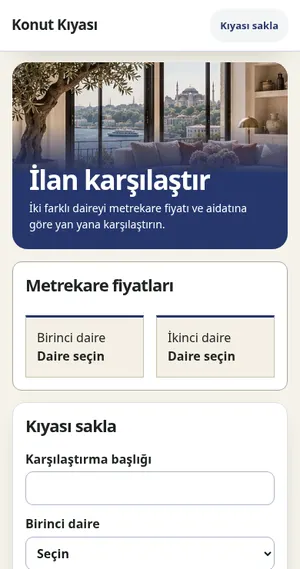 Konut Kıyası
Kıyası sakla
İlan karşılaştır
İki farklı daireyi metrekare fiyatı ve aidatına
göre yan yana karşılaştırın.
Metrekare fiyatları
Birinci daire
Daire seçin
İkinci daire
Daire seçin
Kıyası sakla
Karşılaştırma başlığı
Birinci daire
Seçin